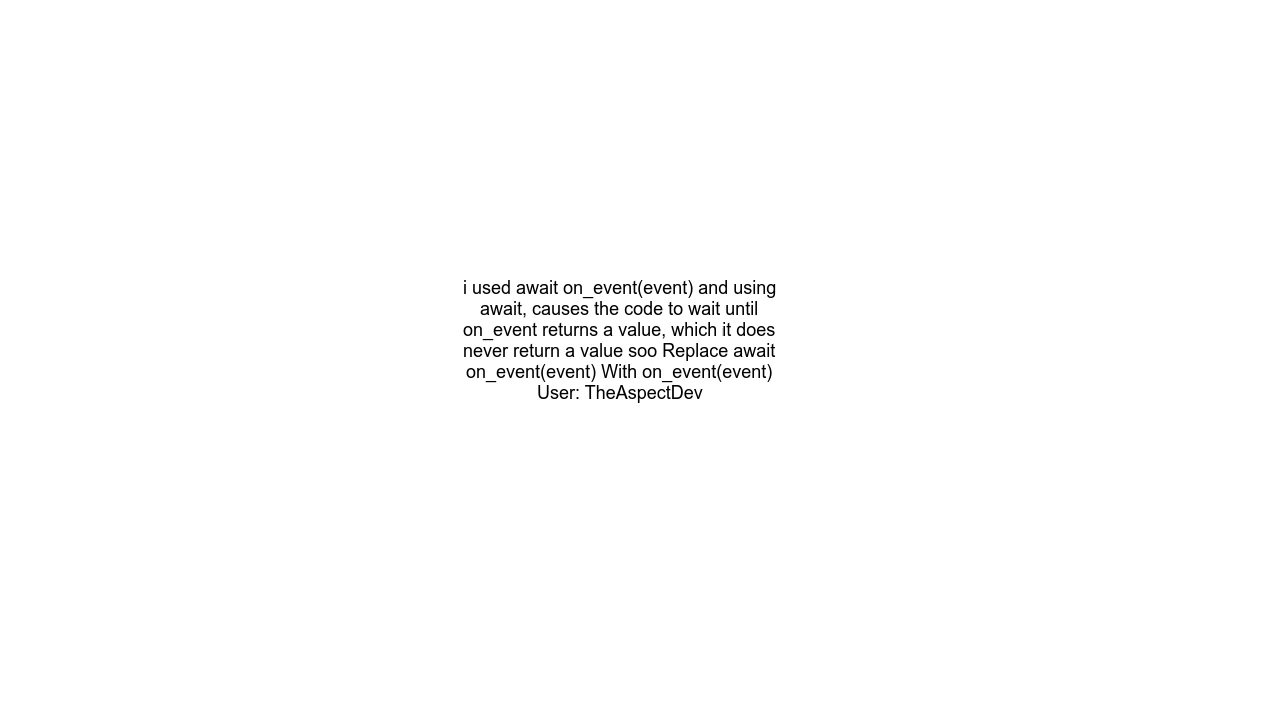 i used await on_event(event) and using
await, causes the code to wait until
on_event returns a value, which it does
never return a value soo Replace await
on_event(event) With on_event(event)
User: TheAspectDev